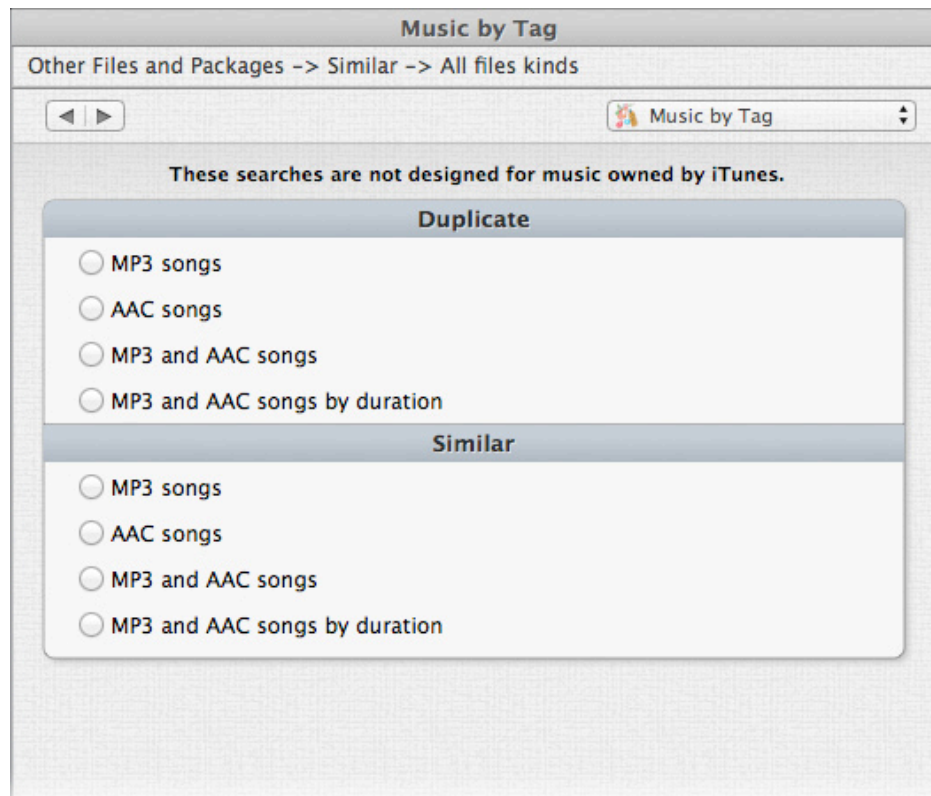 Music by Tag
Other Files and Packages -> Similar -> All files kinds
Music by Tag
These searches are not designed for music owned by iTunes.
Duplicate
MP3 songs
AAC songs
MP3 and AAC songs
MP3 and AAC songs by duration
Similar
MP3 songs
AAC songs
MP3 and AAC songs
MP3 and AAC songs by duration